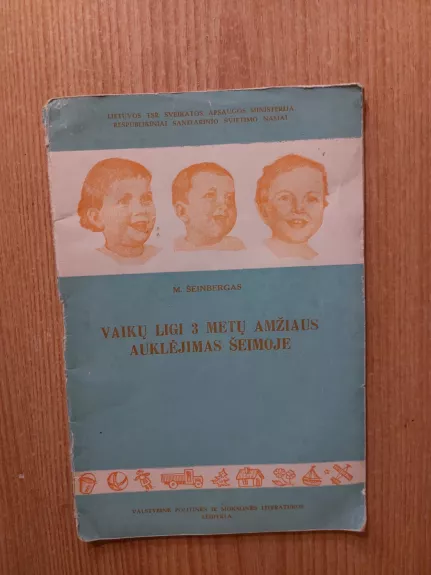 LIETUVOS TSR SVEIKATOS APSAUGOS MINISTERIJA
RESPUBLIKINIAI SANITARINIO ŠVIETIMO NAMAI
M. ŠEINBERGAS
VAIKŲ LIGI 3 METŲ AMŽIAUS
AUKLĖJIMAS ŠEIMOJE
VALSTYBINĖ POLITINĖS IR MOKSLINĖS LITERATŪROS
LEIDYKLA